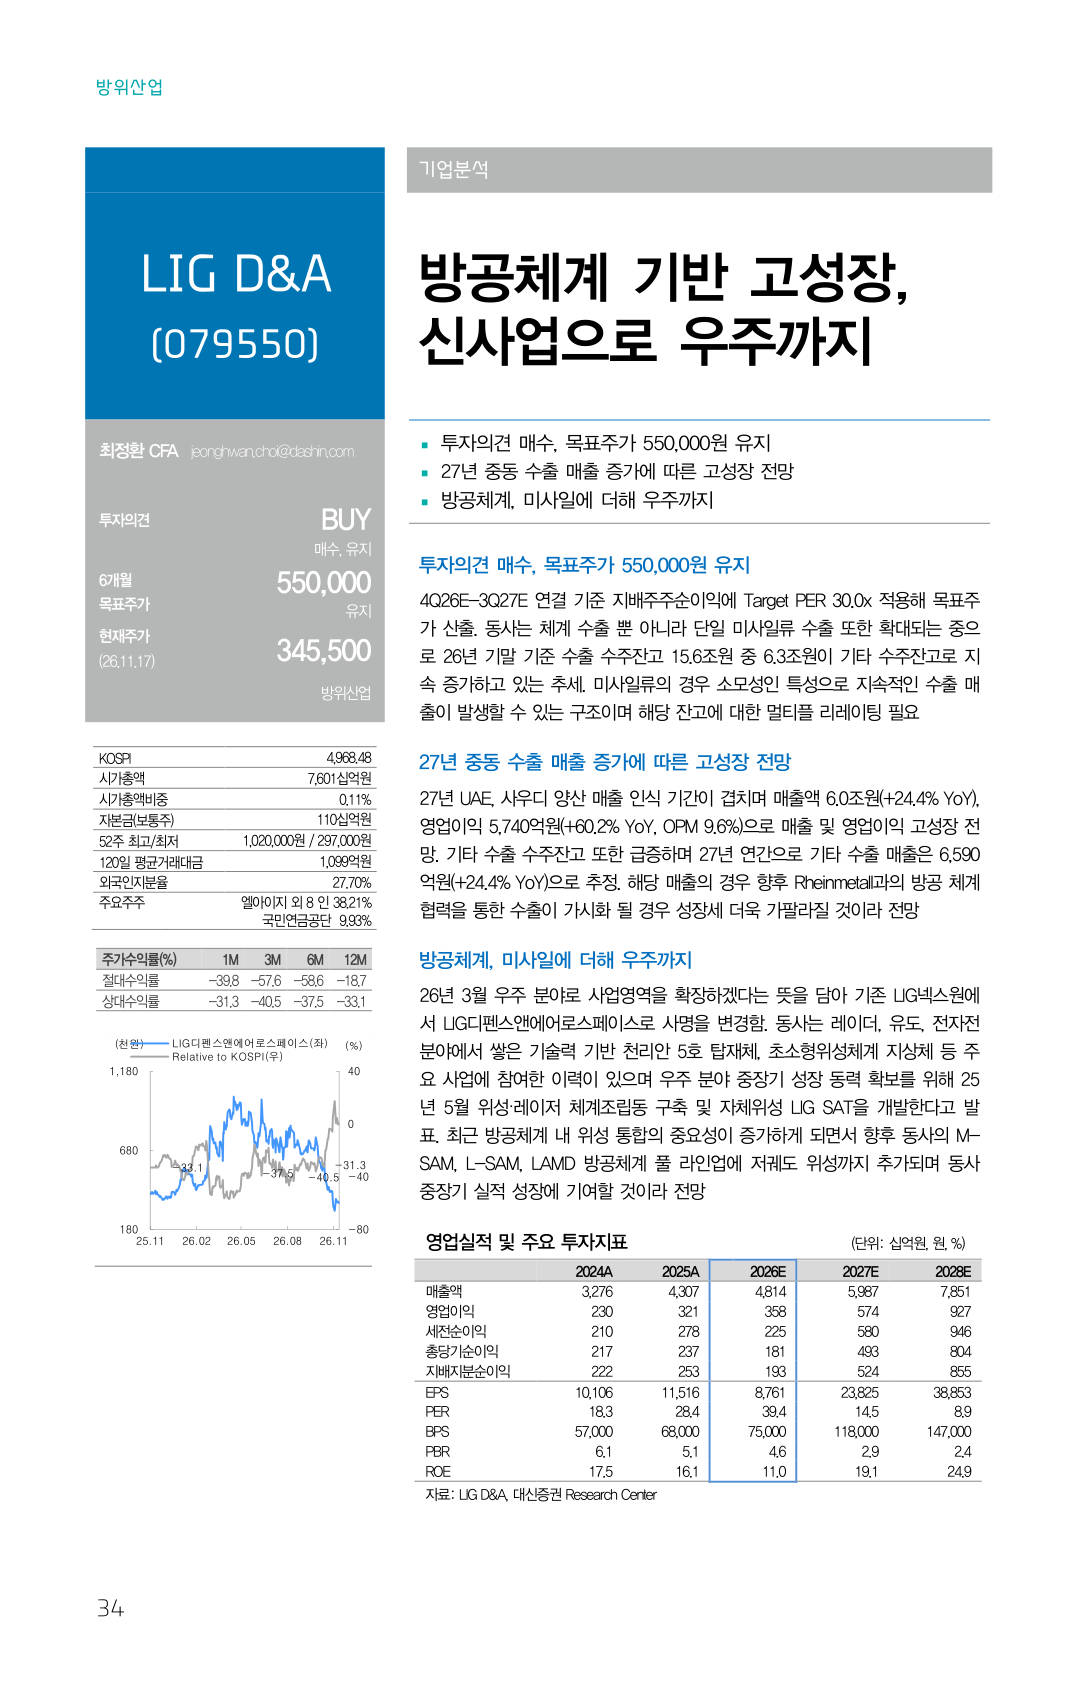 방위산업
LIG D&A
(079550)
최정환 CFA jeonghwan.choi@daishin.com
투자의견 BUY
매수, 유지
6개월
목표주가 550,000
유지
현재주가
(26.11.17) 345,500
방위산업
KOSPI 4,968.48
시가총액 7,601십억원
시가총액비중 0.11%
자본금(보통주) 110십억원
52주 최고/최저 1,020,000원 / 297,000원
120일 평균거래대금 1,099억원
외국인지분율 27.70%
주요주주 엘아이지 외 8 인 38.21%
국민연금공단 9.93%
주가수익률(%) 1M 3M 6M 12M
절대수익률 -39.8 -57.6 -58.6 -18.7
상대수익률 -31.3 -40.5 -37.5 -33.1
(천원) LIG디펜스앤에어로스페이스(좌) (%)
Relative to KOSPI(우)
1,180 40
0
680
-33.1 -37.5 -40.5 -31.3 -40
180 -80
25.11 26.02 26.05 26.08 26.11
기업분석
방공체계 기반 고성장,
신사업으로 우주까지
▪ 투자의견 매수, 목표주가 550,000원 유지
▪ 27년 중동 수출 매출 증가에 따른 고성장 전망
▪ 방공체계, 미사일에 더해 우주까지
투자의견 매수, 목표주가 550,000원 유지
4Q26E-3Q27E 연결 기준 지배주주순이익에 Target PER 30.0x 적용해 목표주
가 산출. 동사는 체계 수출 뿐 아니라 단일 미사일류 수출 또한 확대되는 중으
로 26년 기말 기준 수출 수주잔고 15.6조원 중 6.3조원이 기타 수주잔고로 지
속 증가하고 있는 추세. 미사일류의 경우 소모성인 특성으로 지속적인 수출 매
출이 발생할 수 있는 구조이며 해당 잔고에 대한 멀티플 리레이팅 필요
27년 중동 수출 매출 증가에 따른 고성장 전망
27년 UAE, 사우디 양산 매출 인식 기간이 겹치며 매출액 6.0조원(+24.4% YoY),
영업이익 5,740억원(+60.2% YoY, OPM 9.6%)으로 매출 및 영업이익 고성장 전
망. 기타 수출 수주잔고 또한 급증하며 27년 연간으로 기타 수출 매출은 6,590
억원(+24.4% YoY)으로 추정. 해당 매출의 경우 향후 Rheinmetall과의 방공 체계
협력을 통한 수출이 가시화 될 경우 성장세 더욱 가팔라질 것이라 전망
방공체계, 미사일에 더해 우주까지
26년 3월 우주 분야로 사업영역을 확장하겠다는 뜻을 담아 기존 LIG넥스원에
서 LIG디펜스앤에어로스페이스로 사명을 변경함. 동사는 레이더, 유도, 전자전
분야에서 쌓은 기술력 기반 천리안 5호 탑재체, 초소형위성체계 지상체 등 주
요 사업에 참여한 이력이 있으며 우주 분야 중장기 성장 동력 확보를 위해 25
년 5월 위성·레이저 체계조립동 구축 및 자체위성 LIG SAT을 개발한다고 발
표. 최근 방공체계 내 위성 통합의 중요성이 증가하게 되면서 향후 동사의 M-
SAM, L-SAM, LAMD 방공체계 풀 라인업에 저궤도 위성까지 추가되며 동사
중장기 실적 성장에 기여할 것이라 전망
영업실적 및 주요 투자지표 (단위: 십억원, 원, %)
2024A 2025A 2026E 2027E 2028E
매출액 3,276 4,307 4,814 5,987 7,851
영업이익 230 321 358 574 927
세전순이익 210 278 225 580 946
총당기순이익 217 237 181 493 804
지배지분순이익 222 253 193 524 855
EPS 10,106 11,516 8,761 23,825 38,853
PER 18.3 28.4 39.4 14.5 8.9
BPS 57,000 68,000 75,000 118,000 147,000
PBR 6.1 5.1 4.6 2.9 2.4
ROE 17.5 16.1 11.0 19.1 24.9
자료: LIG D&A, 대신증권 Research Center
34